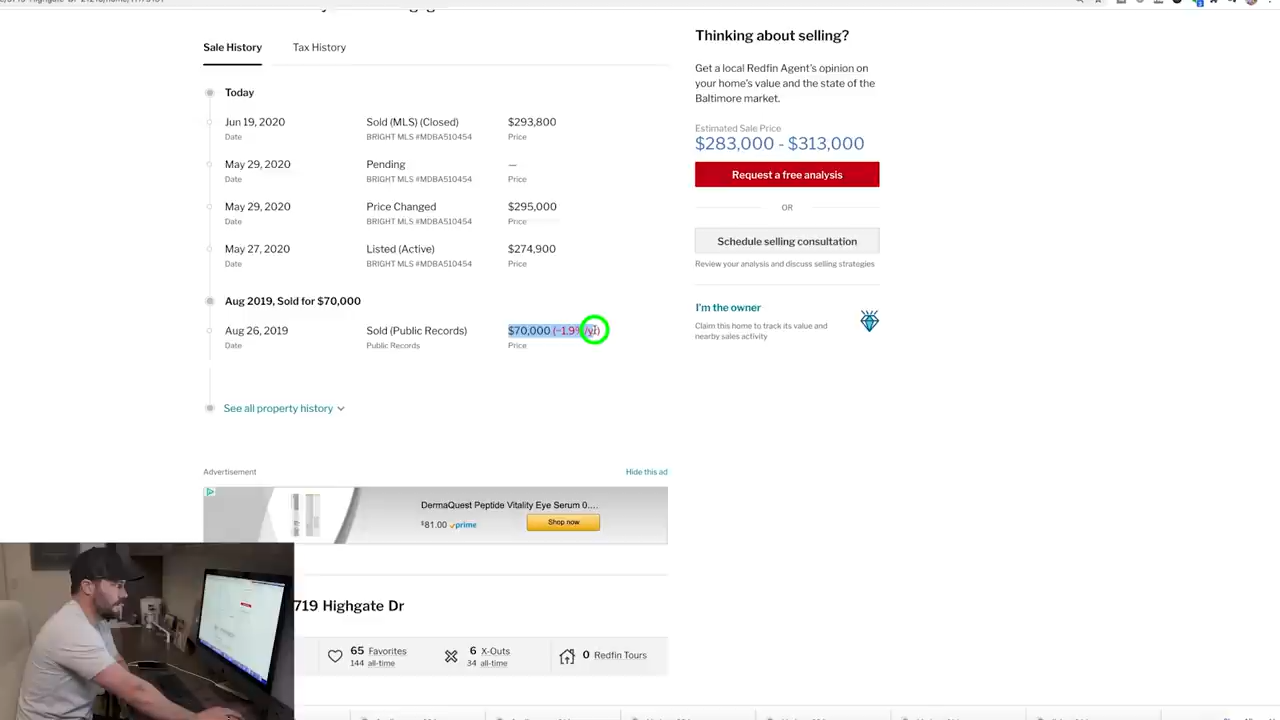 Sale History
Tax History
Today
Jun 19, 2020
Sold (MLS) (Closed)
$293,800
Date
BRIGHT MLS #MDBA510454
Price
May 29, 2020
Pending
—
Date
BRIGHT MLS #MDBA510454
Price
May 29, 2020
Price Changed
$295,000
Date
BRIGHT MLS #MDBA510454
Price
May 27, 2020
Listed (Active)
$274,900
Date
BRIGHT MLS #MDBA510454
Price
Aug 2019, Sold for $70,000
Aug 26, 2019
Sold (Public Records)
$70,000 (−1.9%/yr)
Date
Public Records
Price
See all property history
Thinking about selling?
Get a local Redfin Agent's opinion on
your home's value and the state of the
Baltimore market.
Estimated Sale Price
$283,000 - $313,000
Request a free analysis
OR
Schedule selling consultation
Review your analysis and discuss selling strategies
I'm the owner
Claim this home to track its value and
nearby sales activity
Advertisement
Hide this ad
DermaQuest Peptide Vitality Eye Serum 0....
$81.00 prime
Shop now
719 Highgate Dr
65 Favorites
144 all-time
6 X-Outs
34 all-time
0 Redfin Tours